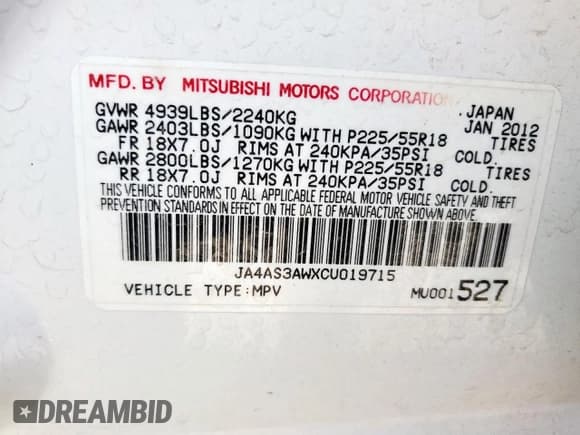 MFD. BY MITSUBISHI MOTORS CORPORATION
JAPAN
GVWR 4939LBS/2240KG JAN 2012
GAWR 2403LBS/1090KG WITH P225/55R18 TIRES
FR 18X7.0J RIMS AT 240KPA/35PSI COLD.
GAWR 2800LBS/1270KG WITH P225/55R18 TIRES
RR 18X7.0J RIMS AT 240KPA/35PSI COLD.
THIS VEHICLE CONFORMS TO ALL APPLICABLE FEDERAL MOTOR VEHICLE SAFETY AND THEFT
PREVENTION STANDARDS IN EFFECT ON THE DATE OF MANUFACTURE SHOWN ABOVE.
JA4AS3AWXCU019715
VEHICLE TYPE:MPV MU001527
DREAMBID